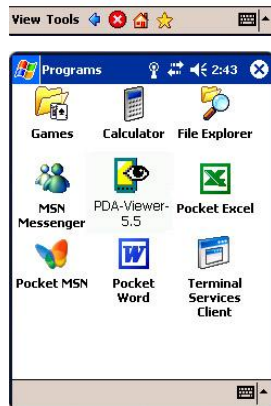 View Tools
Programs 2:43
Games Calculator File Explorer
MSN Messenger
PDA-Viewer-5.5
Pocket Excel
Pocket MSN
Pocket Word
Terminal Services Client